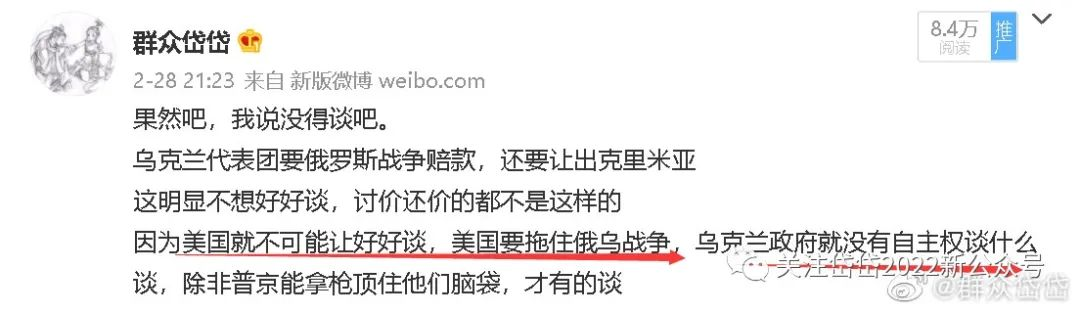 群众岱岱
8.4万
阅读
推广
2-28 21:23 来自 新版微博 weibo.com
果然吧，我说没得谈吧。
乌克兰代表团要俄罗斯战争赔款，还要让出克里米亚
这明显不想好好谈，讨价还价的都不是这样的
因为美国就不可能让好好谈，美国要拖住俄乌战争，乌克兰政府就没有自主权谈什么
谈，除非普京能拿枪顶住他们脑袋，才有的谈
关注岱岱2022新公众号
@群众岱岱